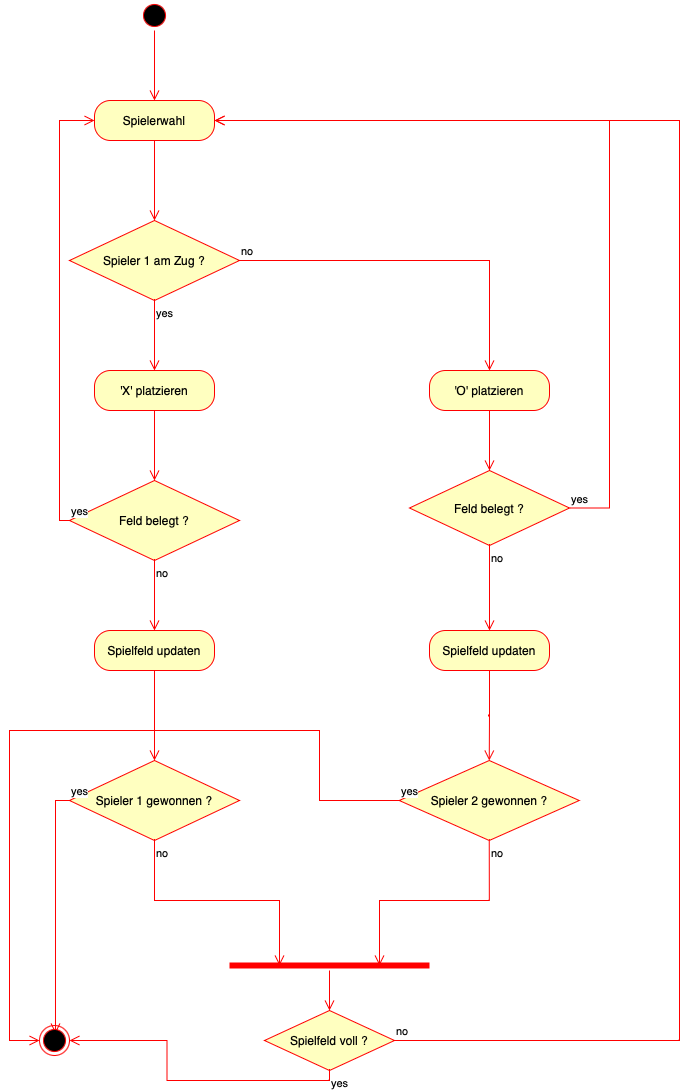 Spielerwahl
Spieler 1 am Zug ?
no
yes
'X' platzieren
'O' platzieren
yes
Feld belegt ?
no
Feld belegt ?
yes
no
Spielfeld updaten
Spielfeld updaten
yes
Spieler 1 gewonnen ?
no
yes
Spieler 2 gewonnen ?
no
Spielfeld voll ?
no
yes